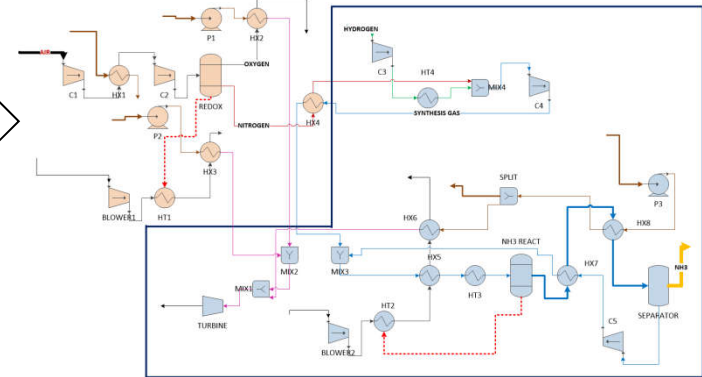 P1
HX2
HYDROGEN
AIR
C1
HX1
C2
OXYGEN
REDOX
C3
HT4
MIX4
C4
SYNTHESIS GAS
HX4
NITROGEN
P2
HX3
BLOWER1
HT1
SPLIT
P3
HX6
HX8
NH3 REACT
HX5
HX7
NH3
MIX2
MIX3
HT3
MIX1
HT2
C5
SEPARATOR
TURBINE
BLOWER2